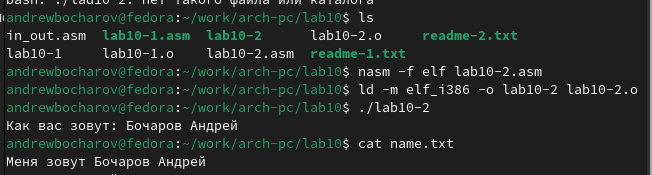 bash: ./lab10-2: Нет такого файла или каталога
andrewbocharov@fedora:~/work/arch-pc/lab10$ ls
in_out.asm lab10-1.asm lab10-2 lab10-2.o readme-2.txt
lab10-1 lab10-1.o lab10-2.asm readme-1.txt
andrewbocharov@fedora:~/work/arch-pc/lab10$ nasm -f elf lab10-2.asm
andrewbocharov@fedora:~/work/arch-pc/lab10$ ld -m elf_i386 -o lab10-2 lab10-2.o
andrewbocharov@fedora:~/work/arch-pc/lab10$ ./lab10-2
Как вас зовут: Бочаров Андрей
andrewbocharov@fedora:~/work/arch-pc/lab10$ cat name.txt
Меня зовут Бочаров Андрей